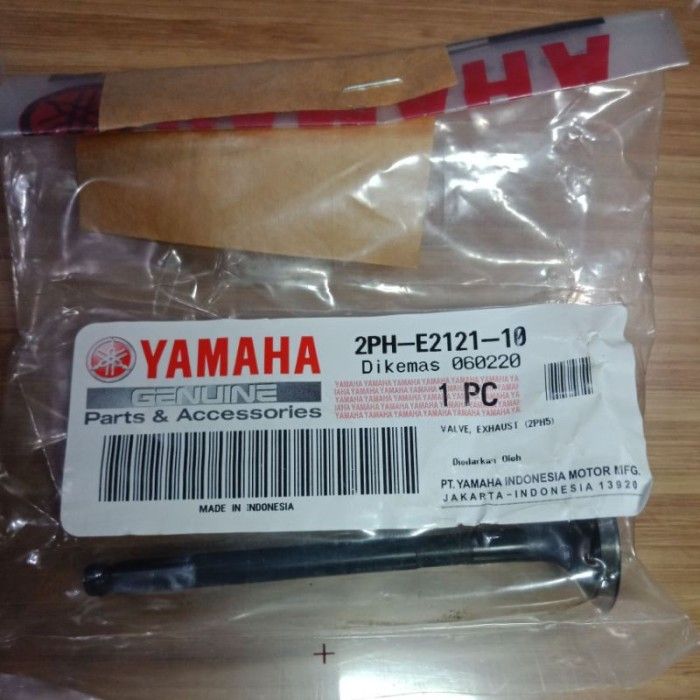 YAMAHA
YAMAHA
GENUINE
Parts & Accessories
MADE IN INDONESIA
2PH-E2121-10
Dikemas 060220
1 PC
VALVE, EXHAUST (2PH5)
Diedarkan Oleh
PT. YAMAHA INDONESIA MOTOR MFG.
JAKARTA-INDONESIA 13920